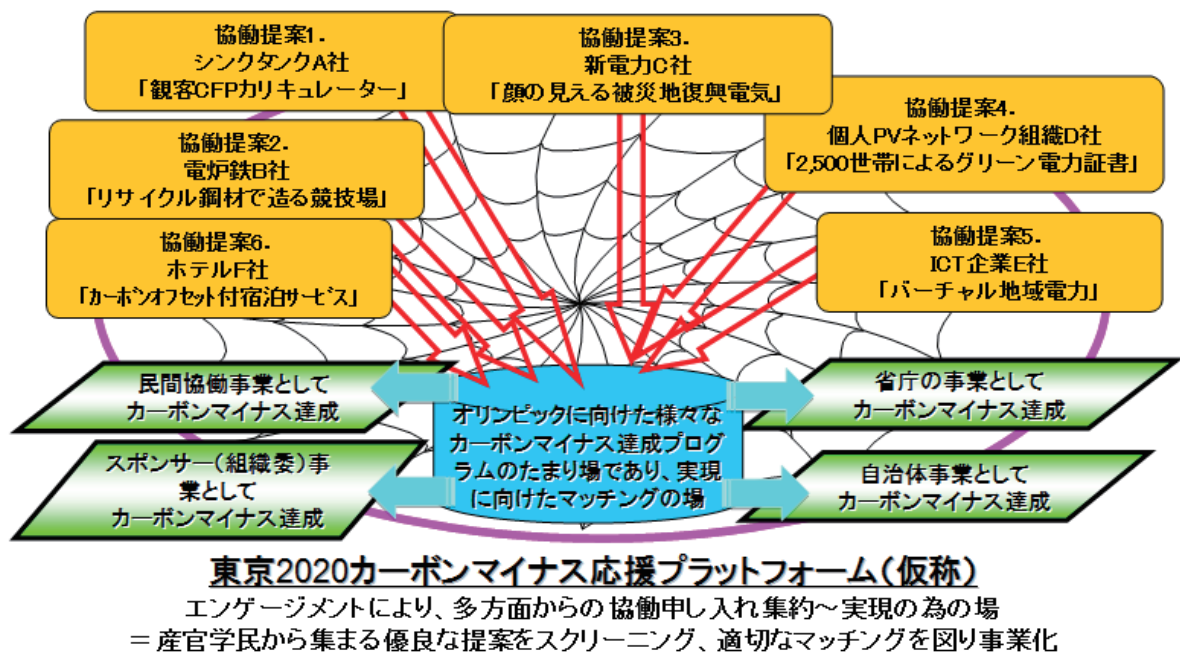 協働提案1.
シンクタンクA社
「観客CFPカリキュレーター」
協働提案3.
新電力C社
「顔の見える被災地復興電気」
協働提案4.
個人PVネットワーク組織D社
「2,500世帯によるグリーン電力証書」
協働提案2.
電炉鉄B社
「リサイクル鋼材で造る競技場」
協働提案6.
ホテルF社
「カーボンオフセット付宿泊サービス」
協働提案5.
ICT企業E社
「バーチャル地域電力」
民間協働事業として
カーボンマイナス達成
省庁の事業として
カーボンマイナス達成
オリンピックに向けた様々な
カーボンマイナス達成プログ
ラムのたまり場であり、実現
に向けたマッチングの場
スポンサー(組織委)事
業として
カーボンマイナス達成
自治体事業として
カーボンマイナス達成
東京2020カーボンマイナス応援プラットフォーム(仮称)
エンゲージメントにより、多方面からの協働申し入れ集約~実現の為の場
= 産官学民から集まる優良な提案をスクリーニング、適切なマッチングを図り事業化